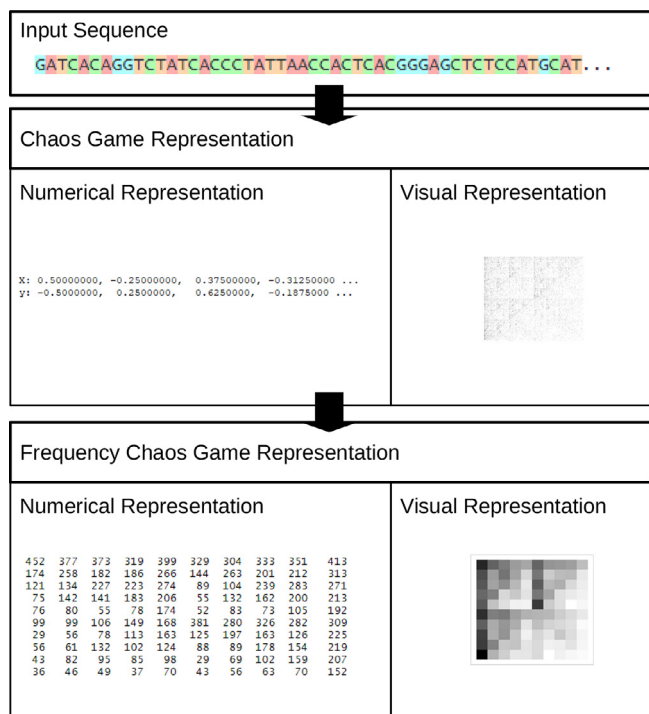 Input Sequence
GATCACAGGTCTATCACCCTATTAACCACTCACGGGAGCTCTCCATGCAT...
Chaos Game Representation
Numerical Representation
Visual Representation
X: 0.50000000, -0.25000000, 0.37500000, -0.31250000 ...
y: -0.5000000, 0.2500000, 0.6250000, -0.1875000 ...
Frequency Chaos Game Representation
Numerical Representation
Visual Representation
452 377 373 319 399 329 304 333 351 413
174 258 182 186 266 144 263 201 212 313
121 134 227 223 274 89 104 239 283 271
75 142 141 183 206 55 132 162 200 213
76 80 55 78 174 52 83 73 105 192
99 99 106 149 168 381 280 326 282 309
29 56 78 113 163 125 197 163 126 225
56 61 132 102 124 88 89 178 154 219
43 82 95 85 98 29 69 102 159 207
36 46 49 37 70 43 56 63 70 152